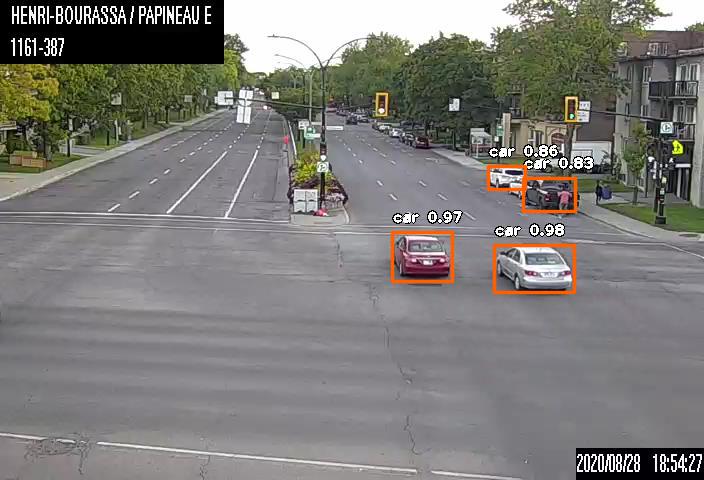 HENRI-BOURASSA / PAPINEAU E
1161-387
car 0.86
car 0.83
car 0.97
car 0.98
2020/08/28 18:54:27